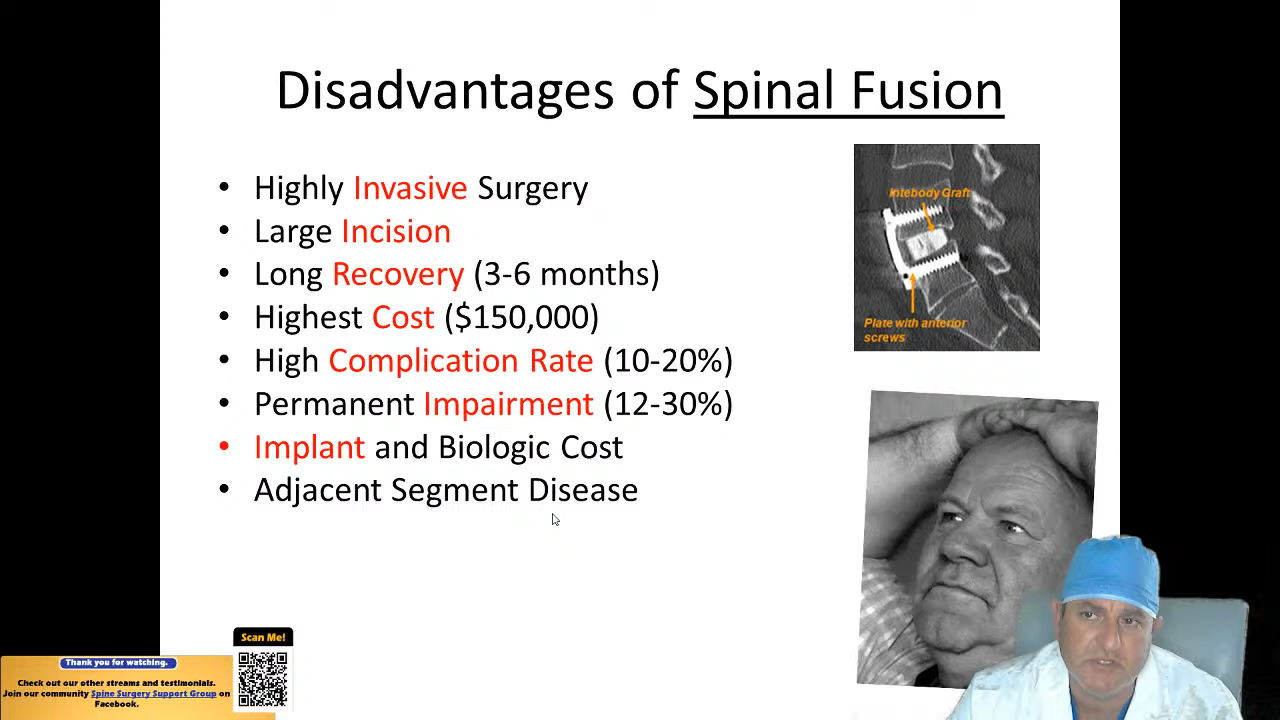 Disadvantages of Spinal Fusion
• Highly Invasive Surgery
• Large Incision
• Long Recovery (3-6 months)
• Highest Cost ($150,000)
• High Complication Rate (10-20%)
• Permanent Impairment (12-30%)
• Implant and Biologic Cost
• Adjacent Segment Disease
Intebody Graft
Plate with anterior
screws
Scan Me!
Thank you for watching.
Check out our other streams and testimonials.
Join our community Spine Surgery Support Group on
Facebook.